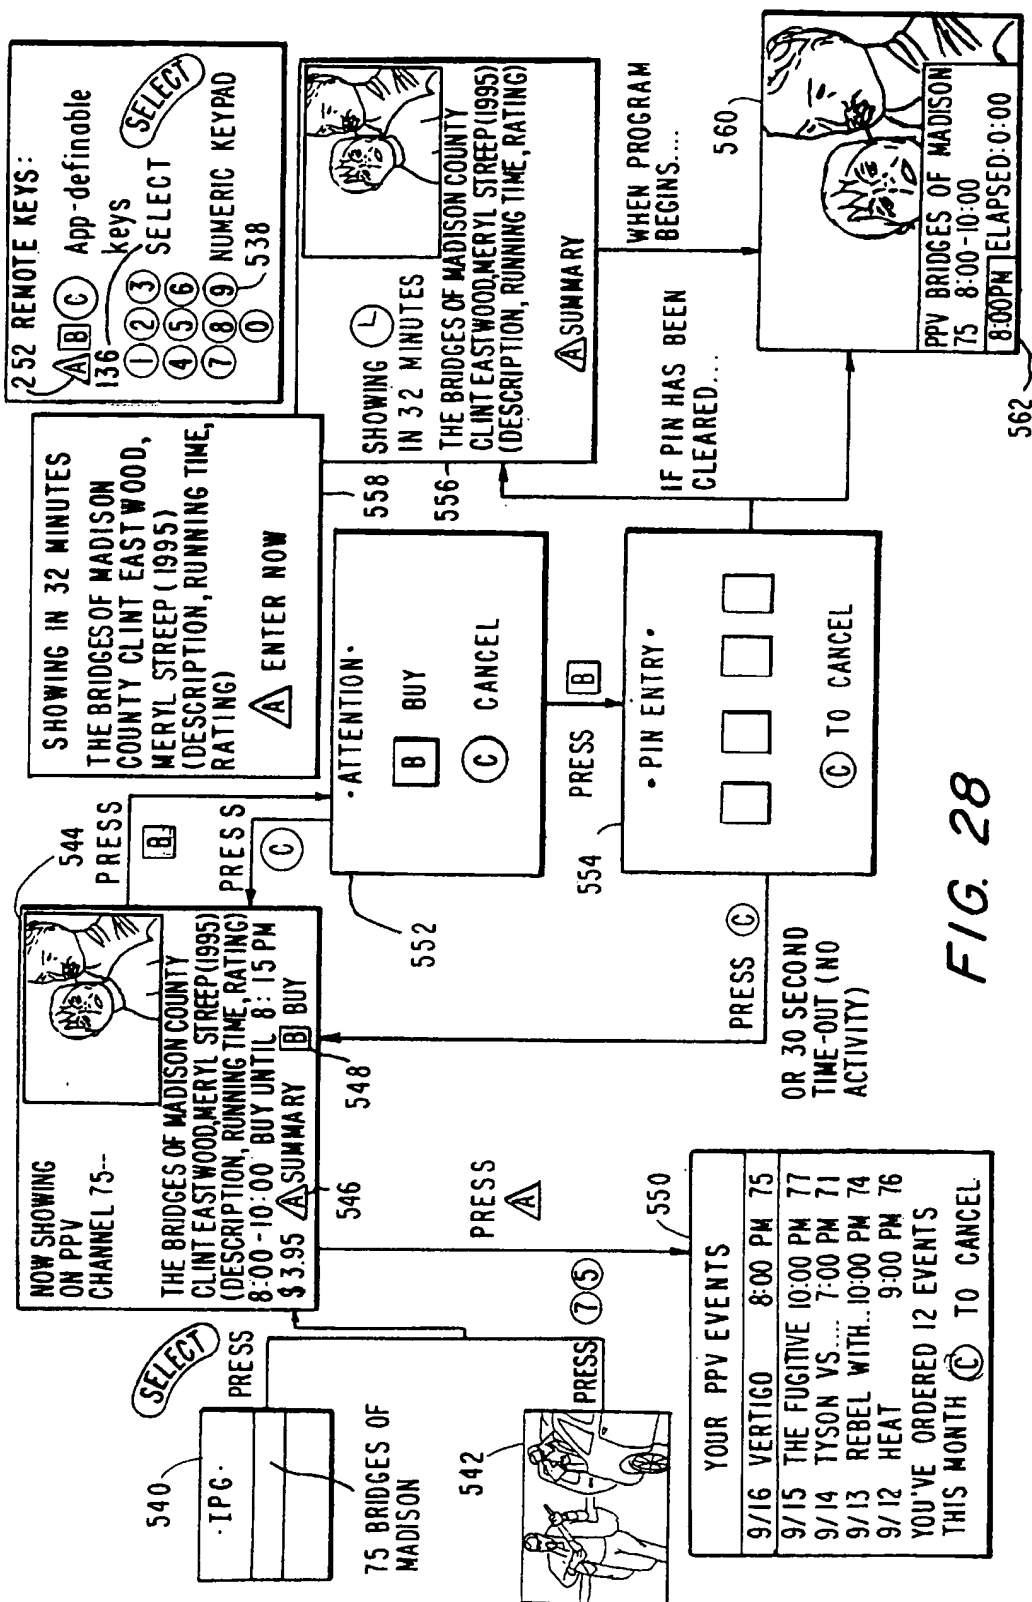 252 REMOTE KEYS:
A B C App-definable
keys
136
SELECT
SELECT
1 2 3
4 5 6
7 8 9 NUMERIC KEYPAD
0
538
SHOWING IN 32 MINUTES
THE BRIDGES OF MADISON
COUNTY CLINT EASTWOOD,
MERYL STREEP (1995)
(DESCRIPTION, RUNNING TIME,
RATING)
A ENTER NOW
544
NOW SHOWING
ON PPV
CHANNEL 75--
THE BRIDGES OF MADISON COUNTY
CLINT EASTWOOD,MERYL STREEP(1995)
(DESCRIPTION, RUNNING TIME, RATING)
8:00-10:00 BUY UNTIL 8:15PM
$3.95 A SUMMARY B BUY
546
548
PRESS
B
PRESS
C
·ATTENTION·
B BUY
C CANCEL
552
558
SHOWING
IN 32 MINUTES
556
THE BRIDGES OF MADISON COUNTY
CLINT EASTWOOD,MERYL STREEP(1995)
(DESCRIPTION, RUNNING TIME, RATING)
A SUMMARY
SELECT
PRESS
540
·IPG·
75 BRIDGES OF
MADISON
542
PRESS
7 5
PRESS
A
550
YOUR PPV EVENTS
9/16 VERTIGO 8:00 PM 75
9/15 THE FUGITIVE 10:00 PM 77
9/14 TYSON VS.... 7:00 PM 71
9/13 REBEL WITH..10:00 PM 74
9/12 HEAT 9:00 PM 76
YOU'VE ORDERED 12 EVENTS
THIS MONTH C TO CANCEL
PRESS C
OR 30 SECOND
TIME-OUT (NO
ACTIVITY)
PRESS B
554
·PIN ENTRY·
C TO CANCEL
IF PIN HAS BEEN
CLEARED...
WHEN PROGRAM
BEGINS....
560
PPV BRIDGES OF MADISON
75 8:00-10:00
8:00PM ELAPSED:0:00
562
FIG. 28